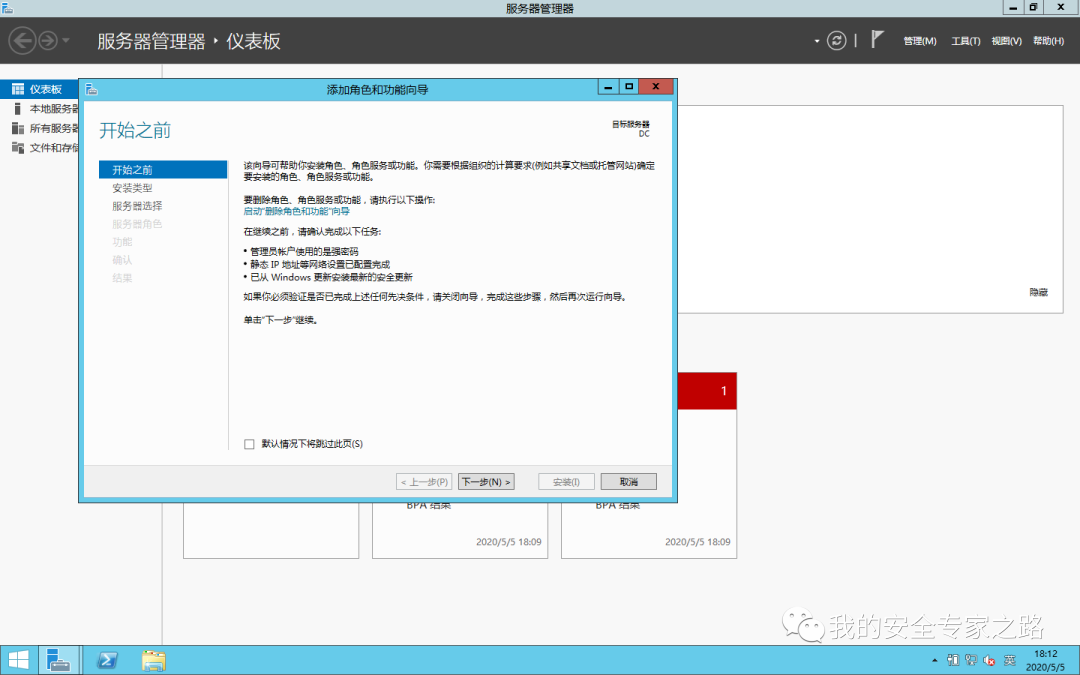 服务器管理器
服务器管理器 ‣ 仪表板
管理(M) 工具(T) 视图(V) 帮助(H)
仪表板
本地服务器
所有服务器
文件和存储
添加角色和功能向导
开始之前
目标服务器
DC
开始之前
安装类型
服务器选择
服务器角色
功能
确认
结果
该向导可帮助你安装角色、角色服务或功能。你需要根据组织的计算要求(例如共享文档或托管网站)确定
要安装的角色、角色服务或功能。
要删除角色、角色服务或功能，请执行以下操作:
启动"删除角色和功能"向导
在继续之前，请确认完成以下任务:
• 管理员帐户使用的是强密码
• 静态 IP 地址等网络设置已配置完成
• 已从 Windows 更新安装最新的安全更新
如果你必须验证是否已完成上述任何先决条件，请关闭向导，完成这些步骤，然后再次运行向导。
单击"下一步"继续。
默认情况下将跳过此页(S)
< 上一步(P) 下一步(N) > 安装(I) 取消
隐藏
1
BPA 结果
BPA 结果
2020/5/5 18:09
2020/5/5 18:09
我的安全专家之路
英
18:12
2020/5/5